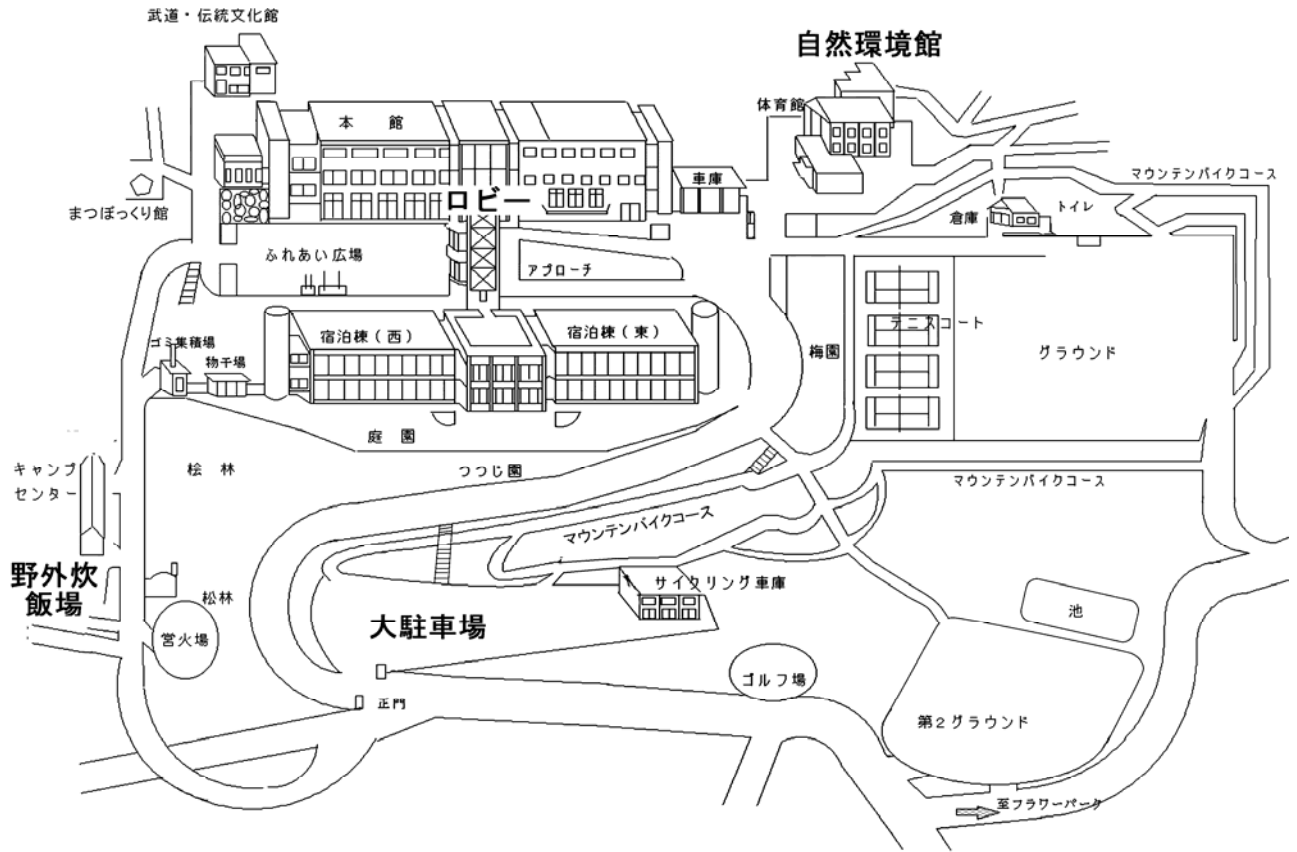 武道・伝統文化館
自然環境館
体育館
本　館
車庫
マウンテンバイクコース
まつぼっくり館
ロビー
倉庫
トイレ
ふれあい広場
アプローチ
宿泊棟（西）
宿泊棟（東）
テニスコート
ゴミ集積場
物干場
梅園
グラウンド
庭　園
キャンプ
センター
桧　林
つつじ園
マウンテンバイクコース
マウンテンバイクコース
野外炊
飯場
松林
サイクリング車庫
池
営火場
大駐車場
ゴルフ場
正門
第２グラウンド
至フラワーパーク